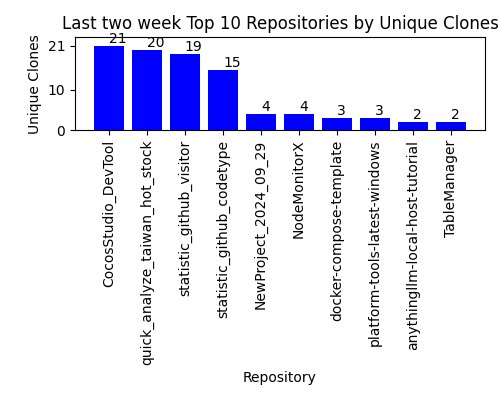 Last two week Top 10 Repositories by Unique Clones
Unique Clones
21
10
0
21
20
19
15
4
4
3
3
2
2
CocosStudio_DevTool
quick_analyze_taiwan_hot_stock
statistic_github_visitor
statistic_github_codetype
NewProject_2024_09_29
NodeMonitorX
docker-compose-template
platform-tools-latest-windows
anythingllm-local-host-tutorial
TableManager
Repository